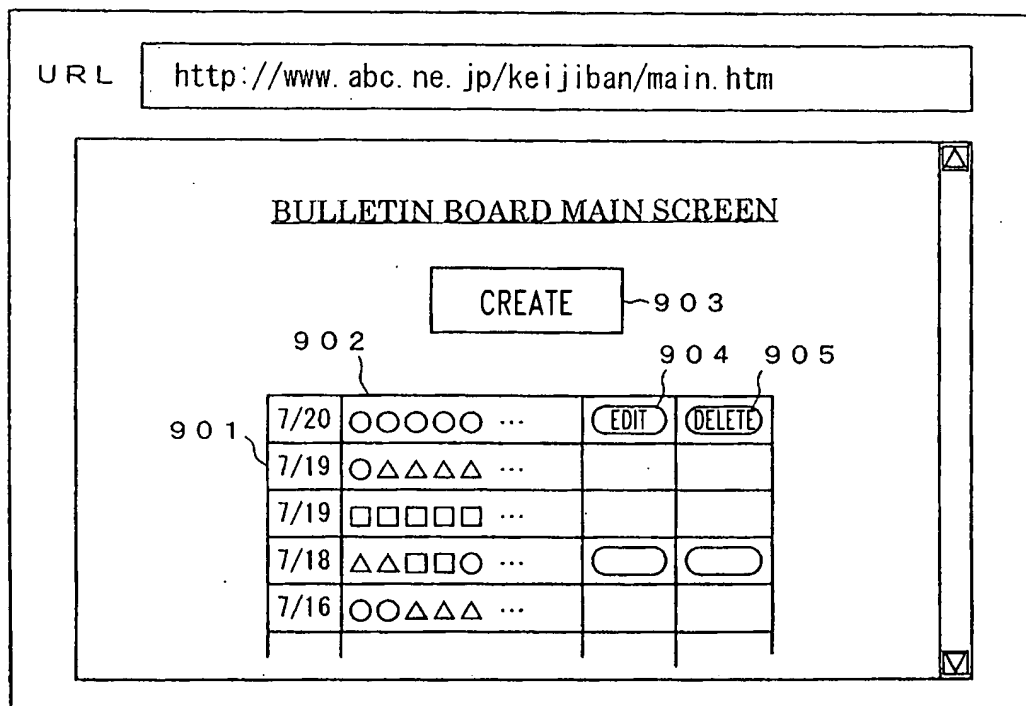 URL http://www.abc.ne.jp/keijiban/main.htm
BULLETIN BOARD MAIN SCREEN
CREATE 903
902 904 905
7/20 ○○○○○ … EDIT DELETE
901
7/19 ○△△△△ …
7/19 □□□□□ …
7/18 △△□□○ …
7/16 ○○△△△ …